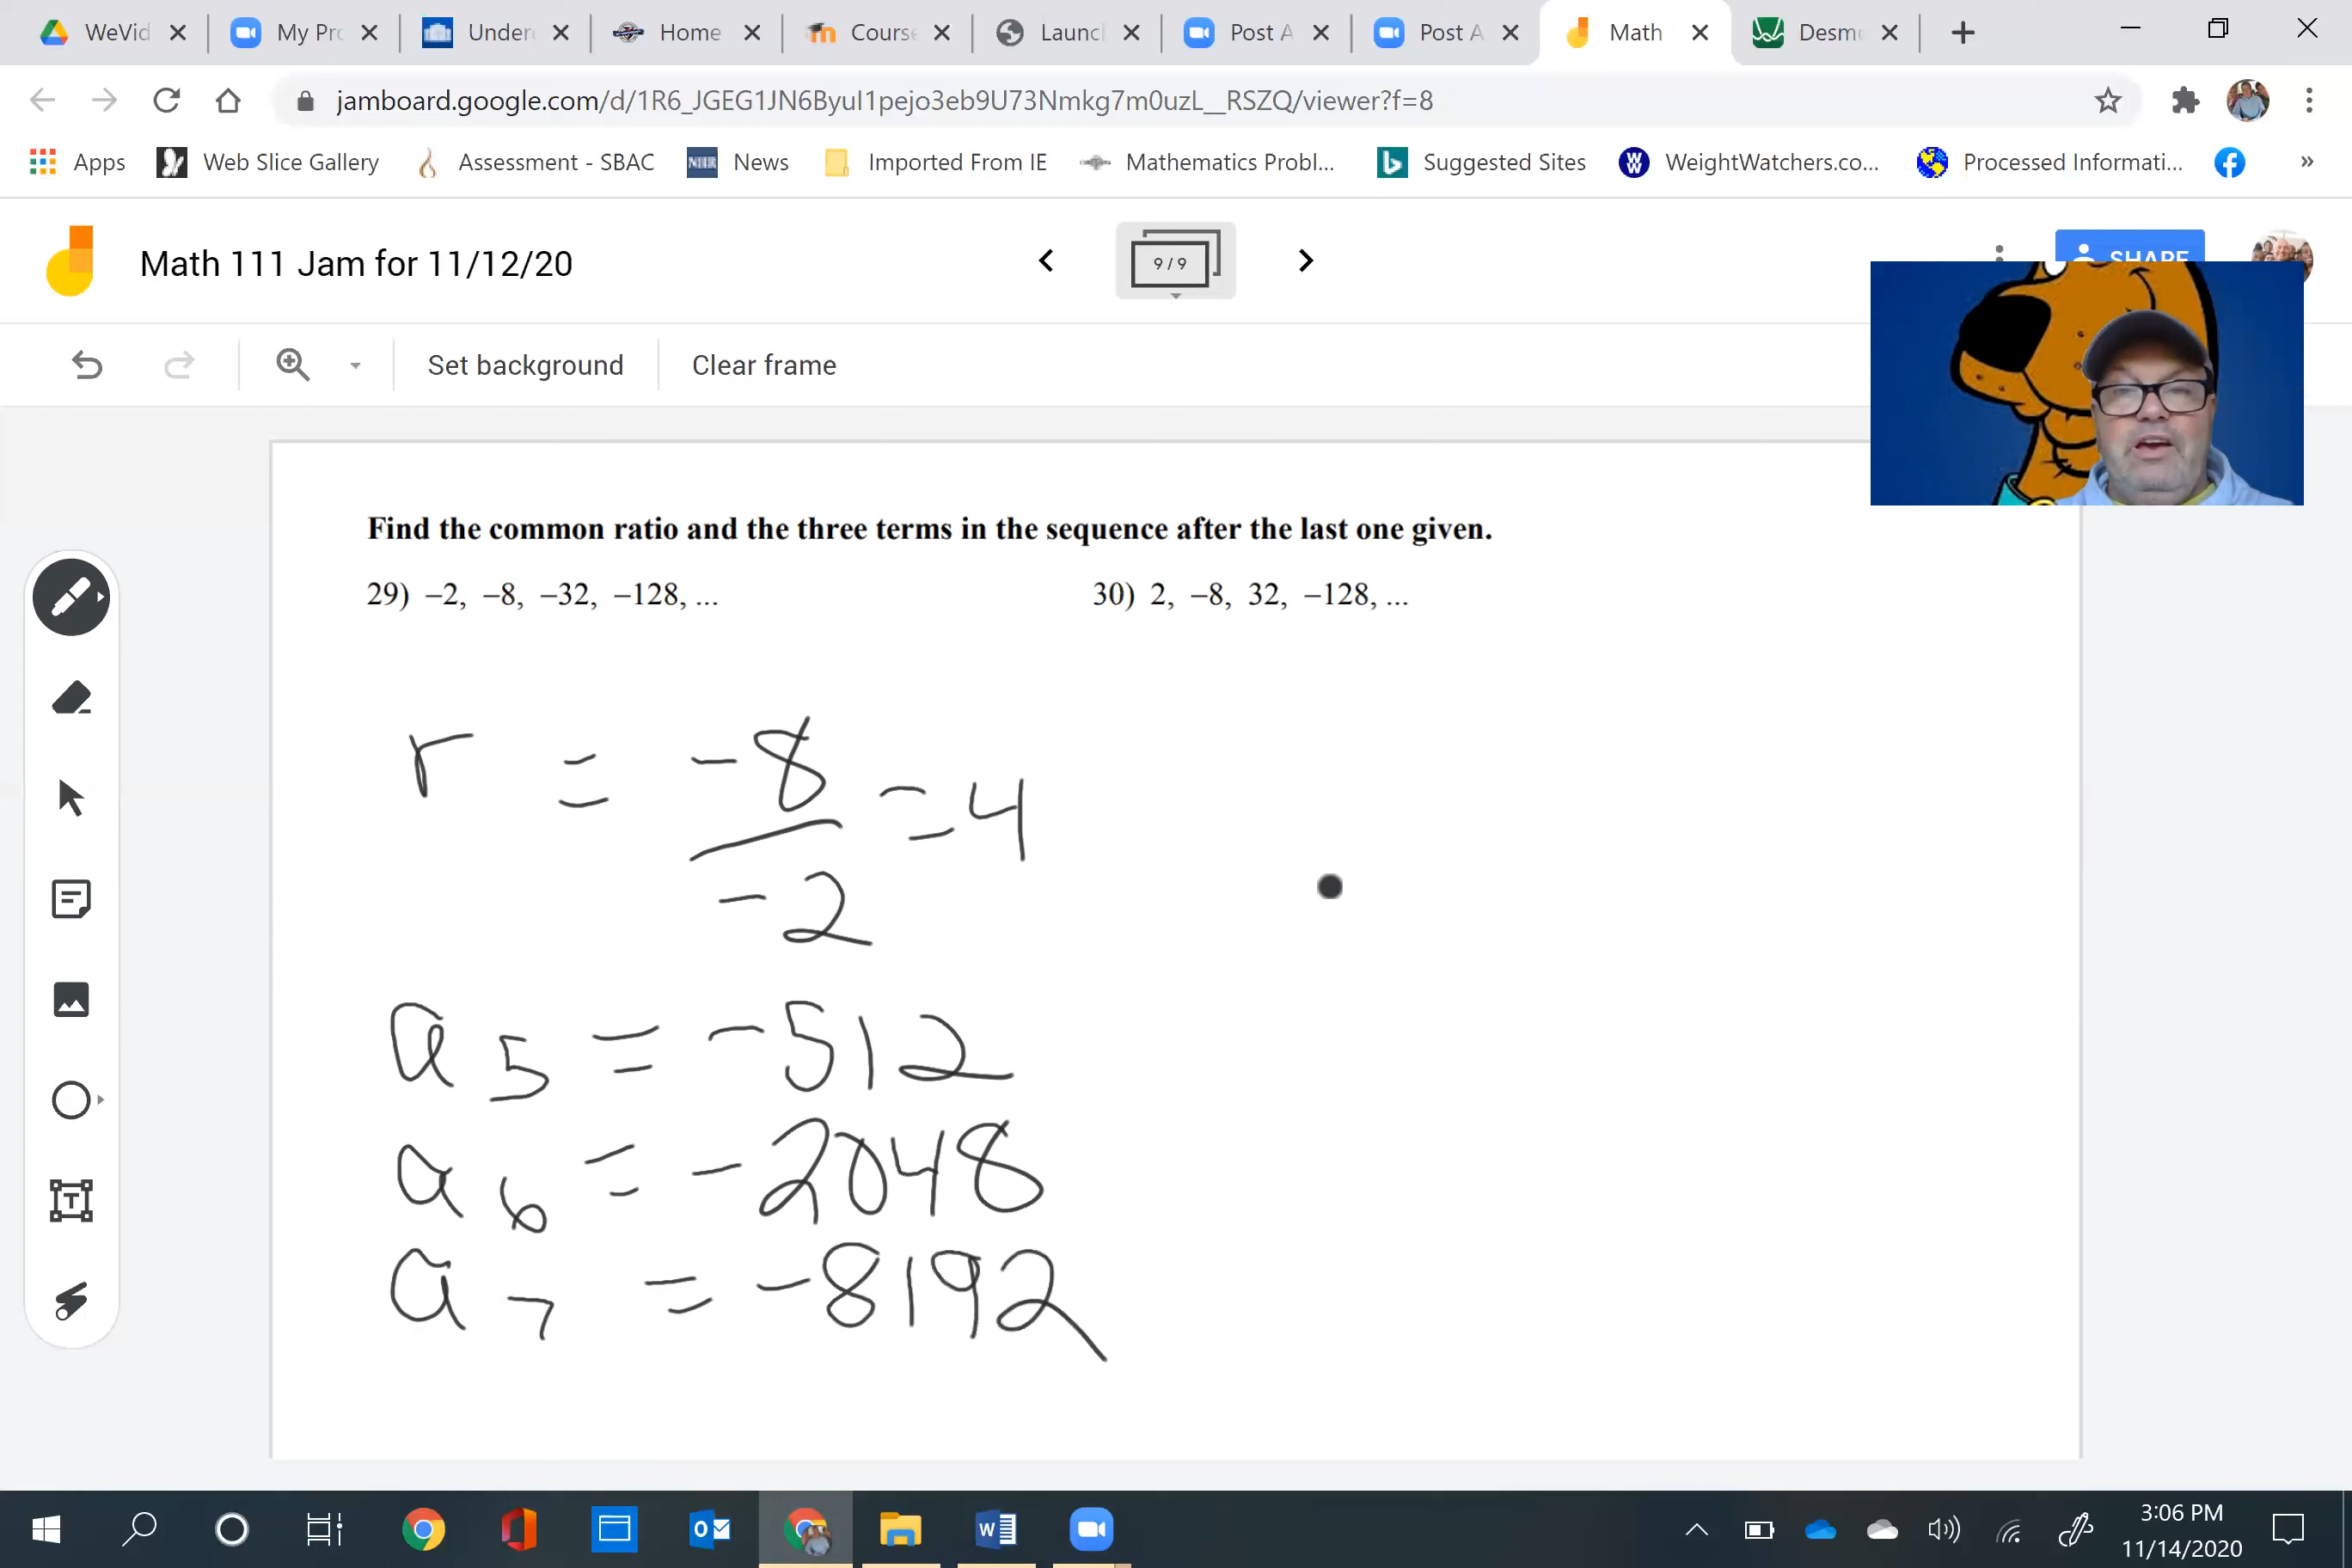 WeVid My Pro Under Home Course Launc Post A Post A Math Desmo
jamboard.google.com/d/1R6_JGEG1JN6ByuI1pejo3eb9U73Nmkg7m0uzL__RSZQ/viewer?f=8
Apps Web Slice Gallery Assessment - SBAC News Imported From IE Mathematics Probl... Suggested Sites WeightWatchers.co... Processed Informati... »
Math 111 Jam for 11/12/20 9 / 9 SHARE
Set background Clear frame
Find the common ratio and the three terms in the sequence after the last one given.
29) –2, –8, –32, –128, ... 30) 2, –8, 32, –128, ...
r = -8/-2 = 4
a5 = -512
a6 = -2048
a7 = -8192
3:06 PM
11/14/2020